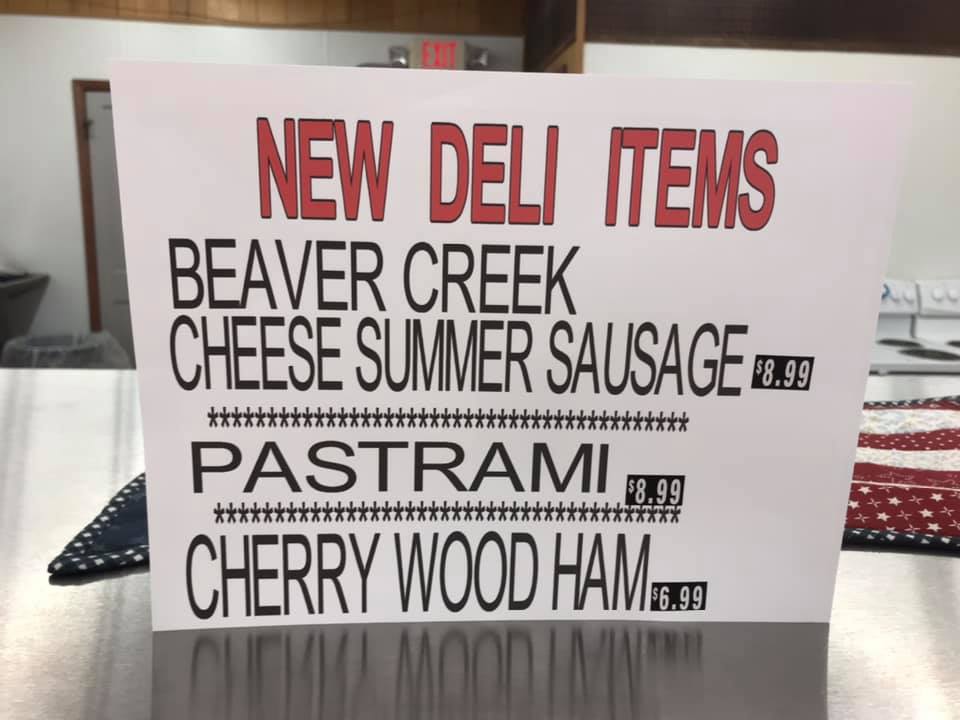 EXIT
NEW DELI ITEMS
BEAVER CREEK
CHEESE SUMMER SAUSAGE $8.99
****************************************
PASTRAMI $8.99
***************************************
CHERRY WOOD HAM $6.99